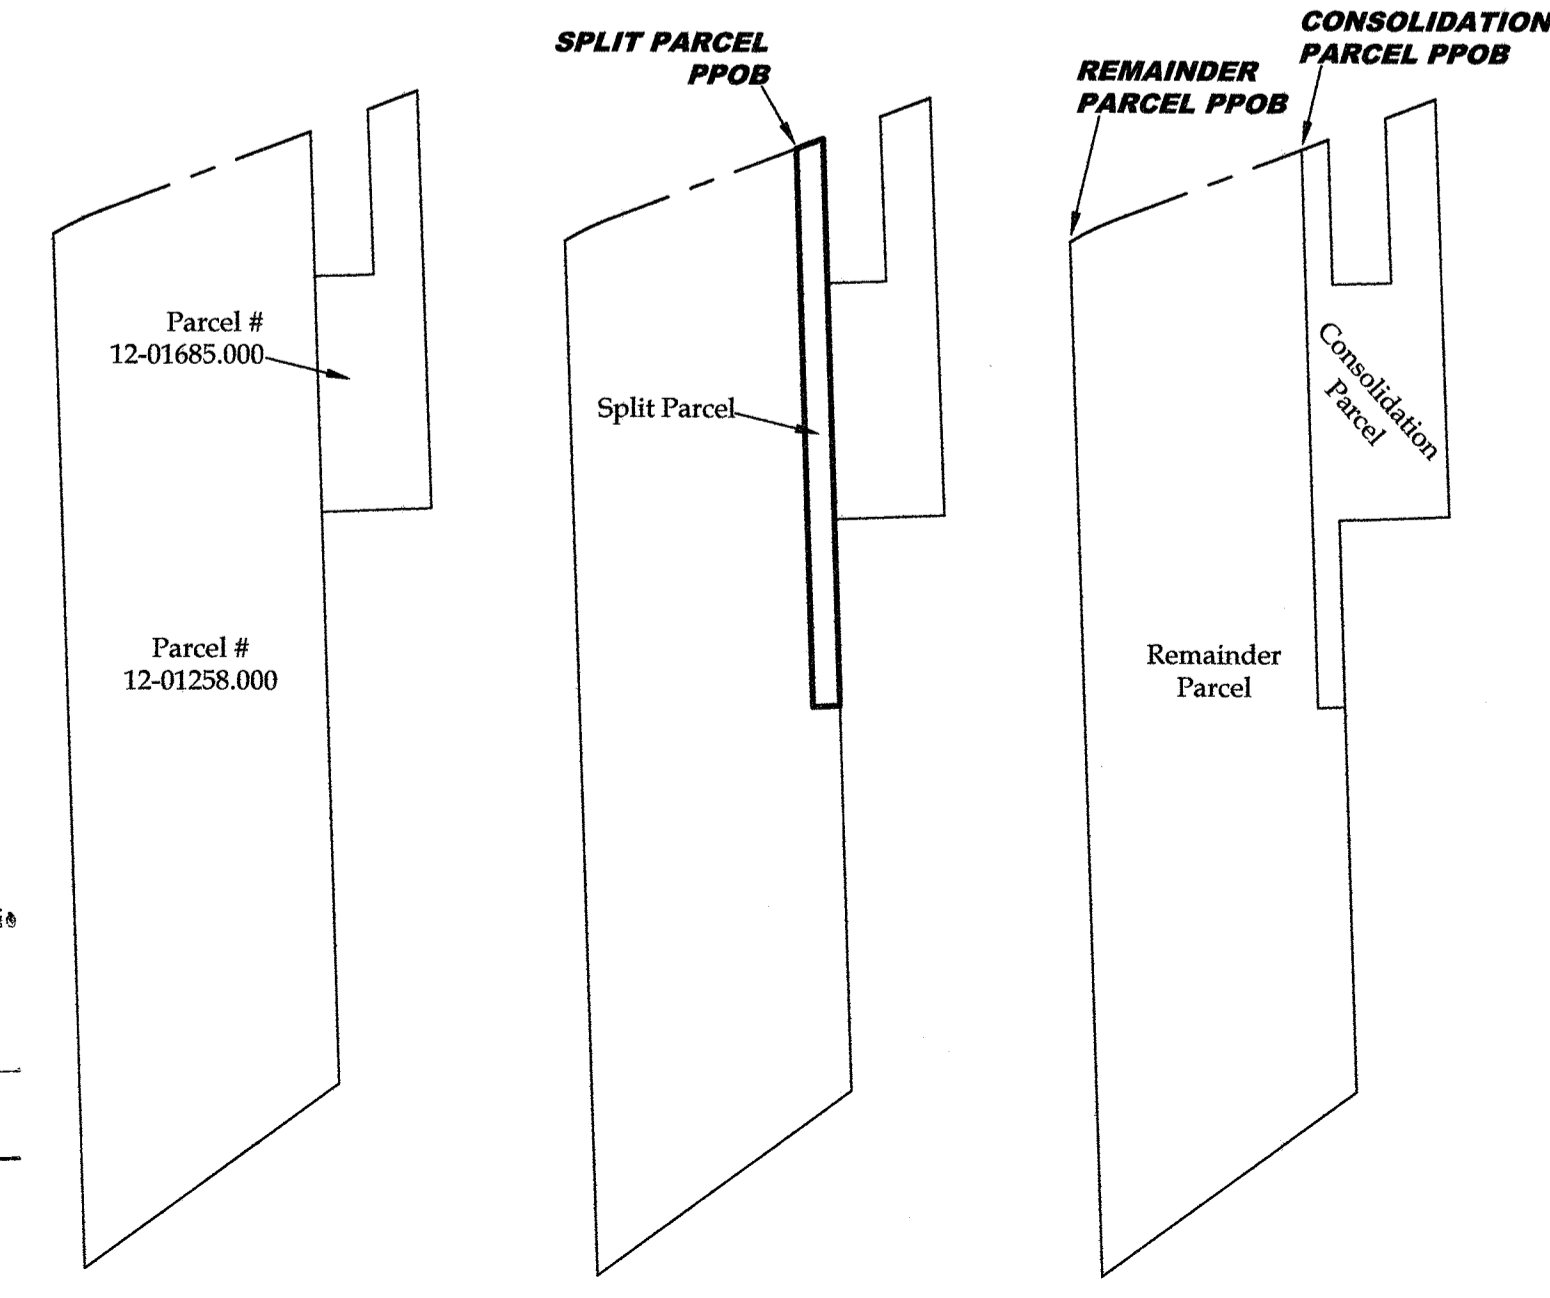 Parcel #
12-01685.000
Parcel #
12-01258.000
SPLIT PARCEL
PPOB
Split Parcel
REMAINDER
PARCEL PPOB
CONSOLIDATION
PARCEL PPOB
Consolidation
Parcel
Remainder
Parcel